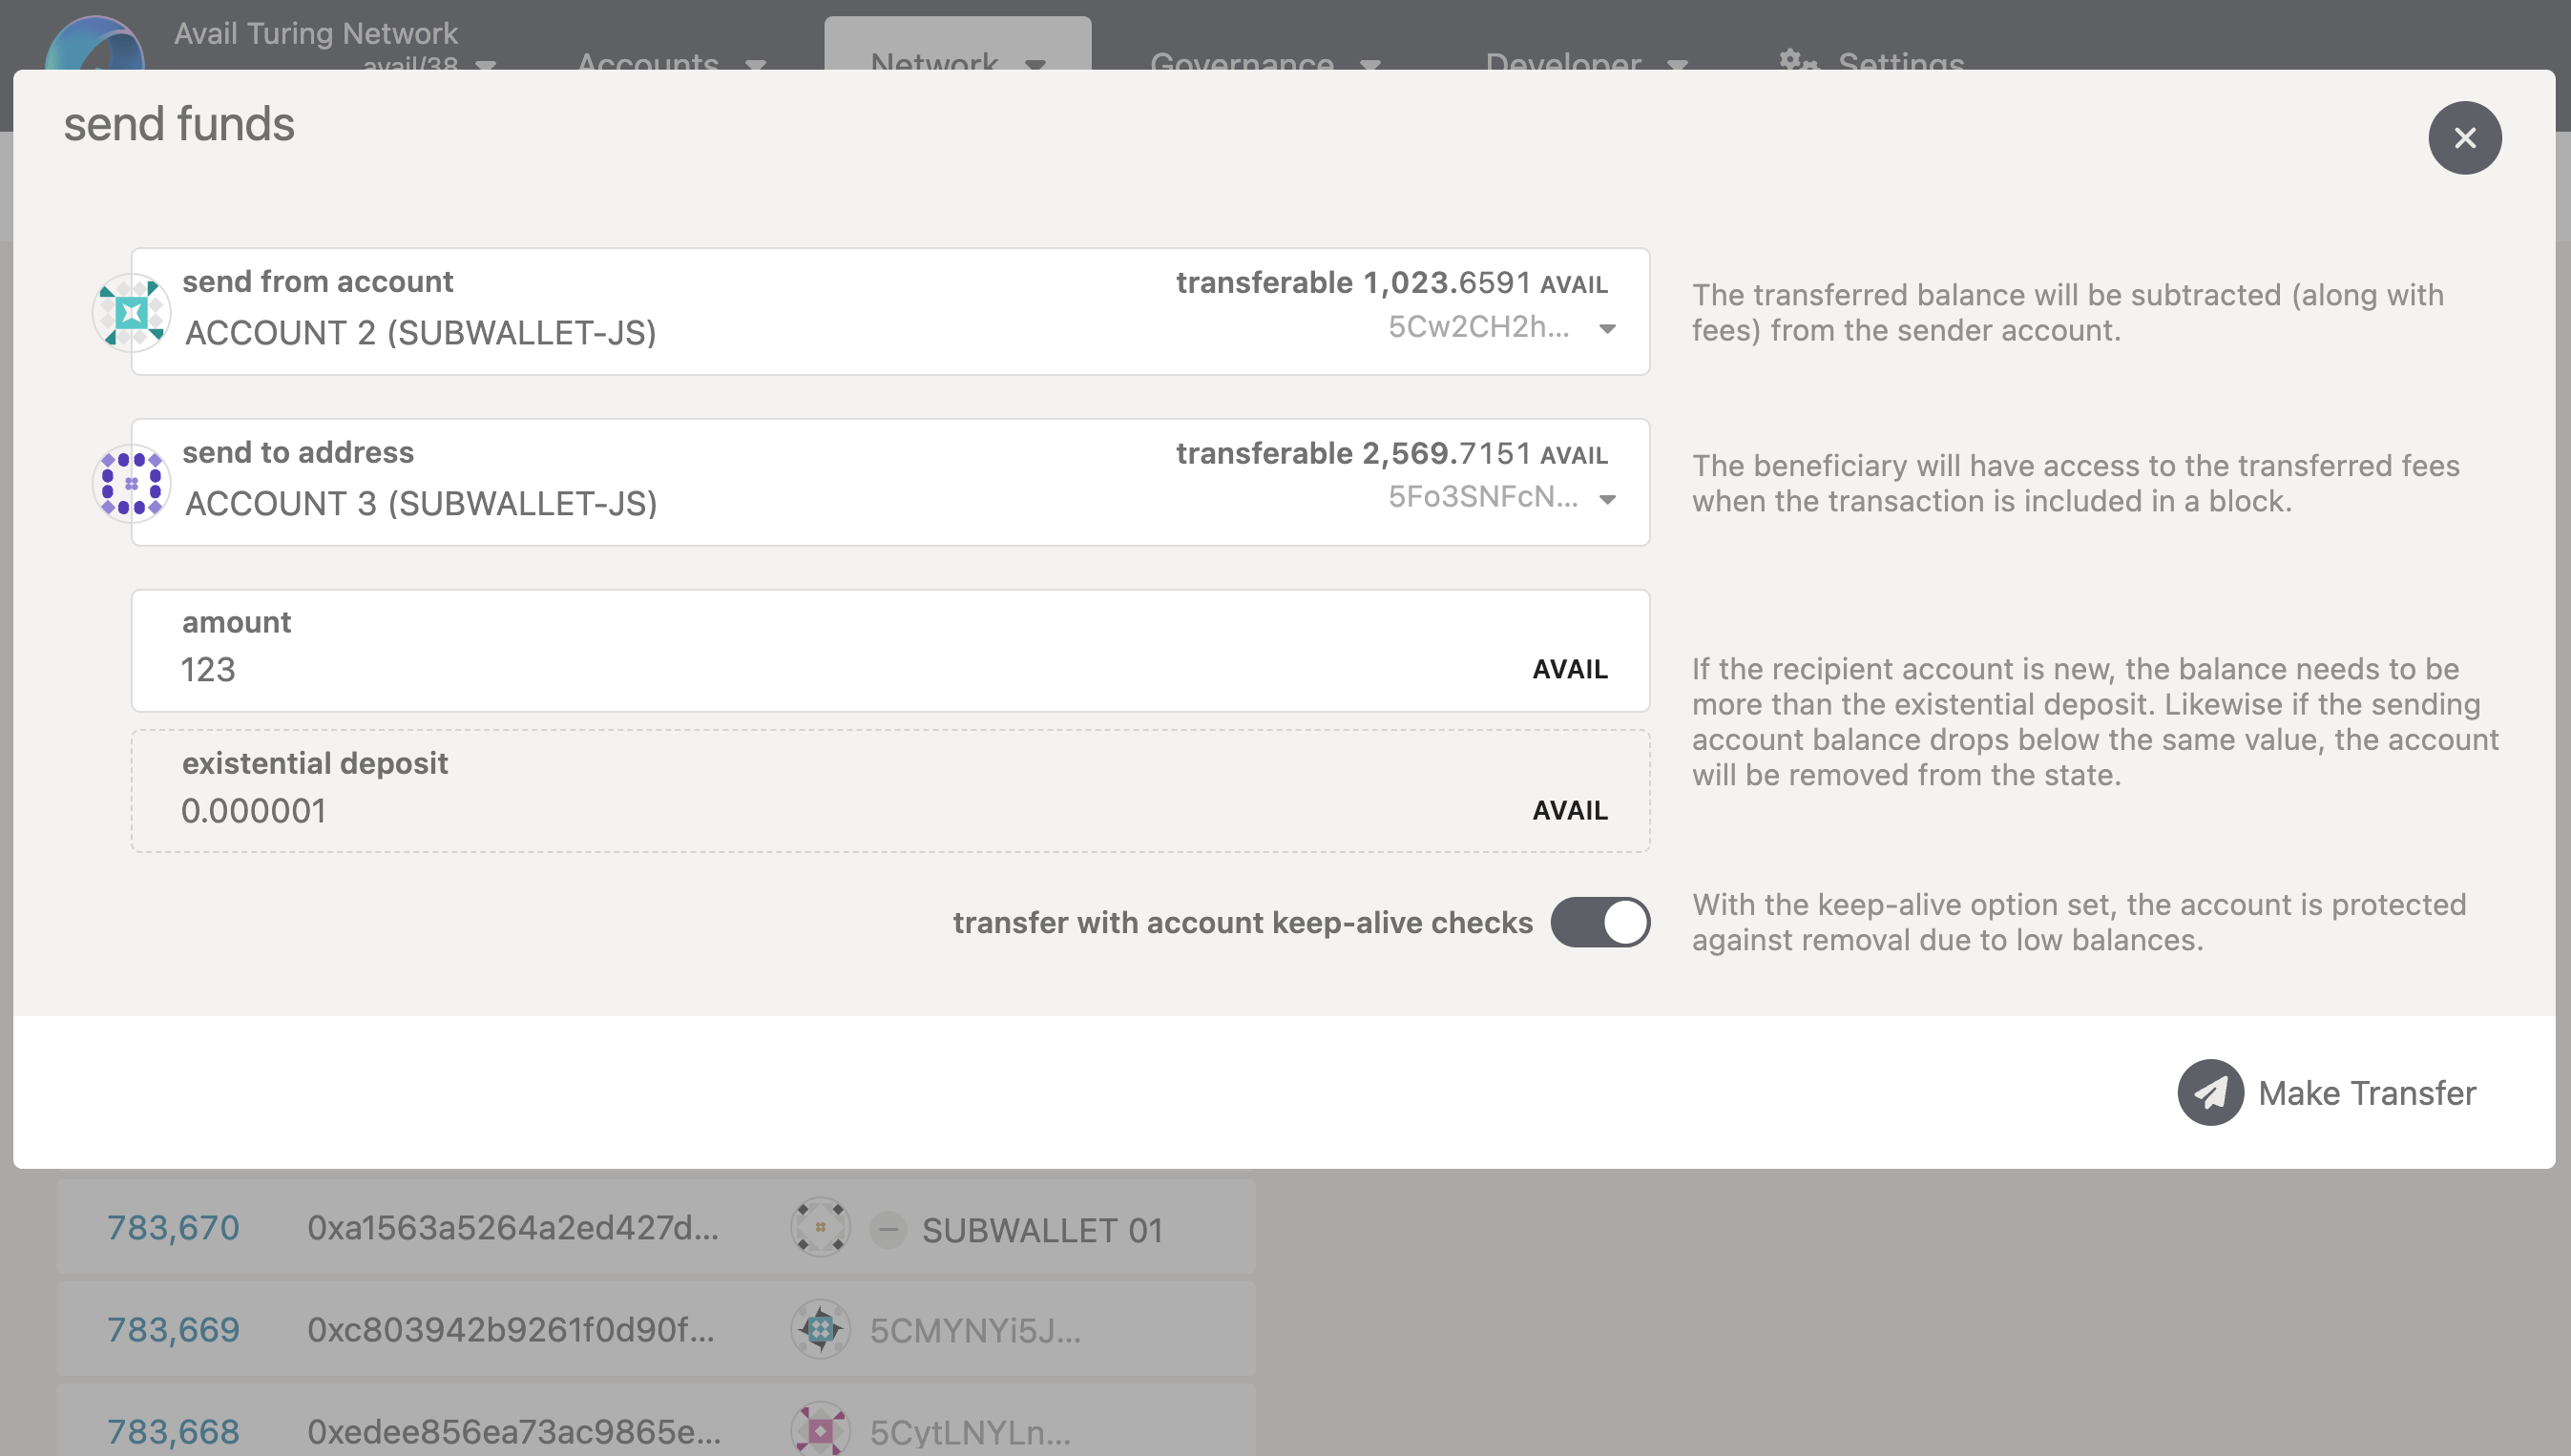 Avail Turing Network
avail/38
Accounts
Network
Governance
Developer
Settings
send funds
send from account
transferable 1,023.6591 AVAIL
ACCOUNT 2 (SUBWALLET-JS)
5Cw2CH2h...
The transferred balance will be subtracted (along with
fees) from the sender account.
send to address
transferable 2,569.7151 AVAIL
ACCOUNT 3 (SUBWALLET-JS)
5Fo3SNFcN...
The beneficiary will have access to the transferred fees
when the transaction is included in a block.
amount
123
AVAIL
existential deposit
0.000001
AVAIL
If the recipient account is new, the balance needs to be
more than the existential deposit. Likewise if the sending
account balance drops below the same value, the account
will be removed from the state.
transfer with account keep-alive checks
With the keep-alive option set, the account is protected
against removal due to low balances.
Make Transfer
783,670
0xa1563a5264a2ed427d...
SUBWALLET 01
783,669
0xc803942b9261f0d90f...
5CMYNYi5J...
783,668
0xedee856ea73ac9865e...
5CytLNYLn...